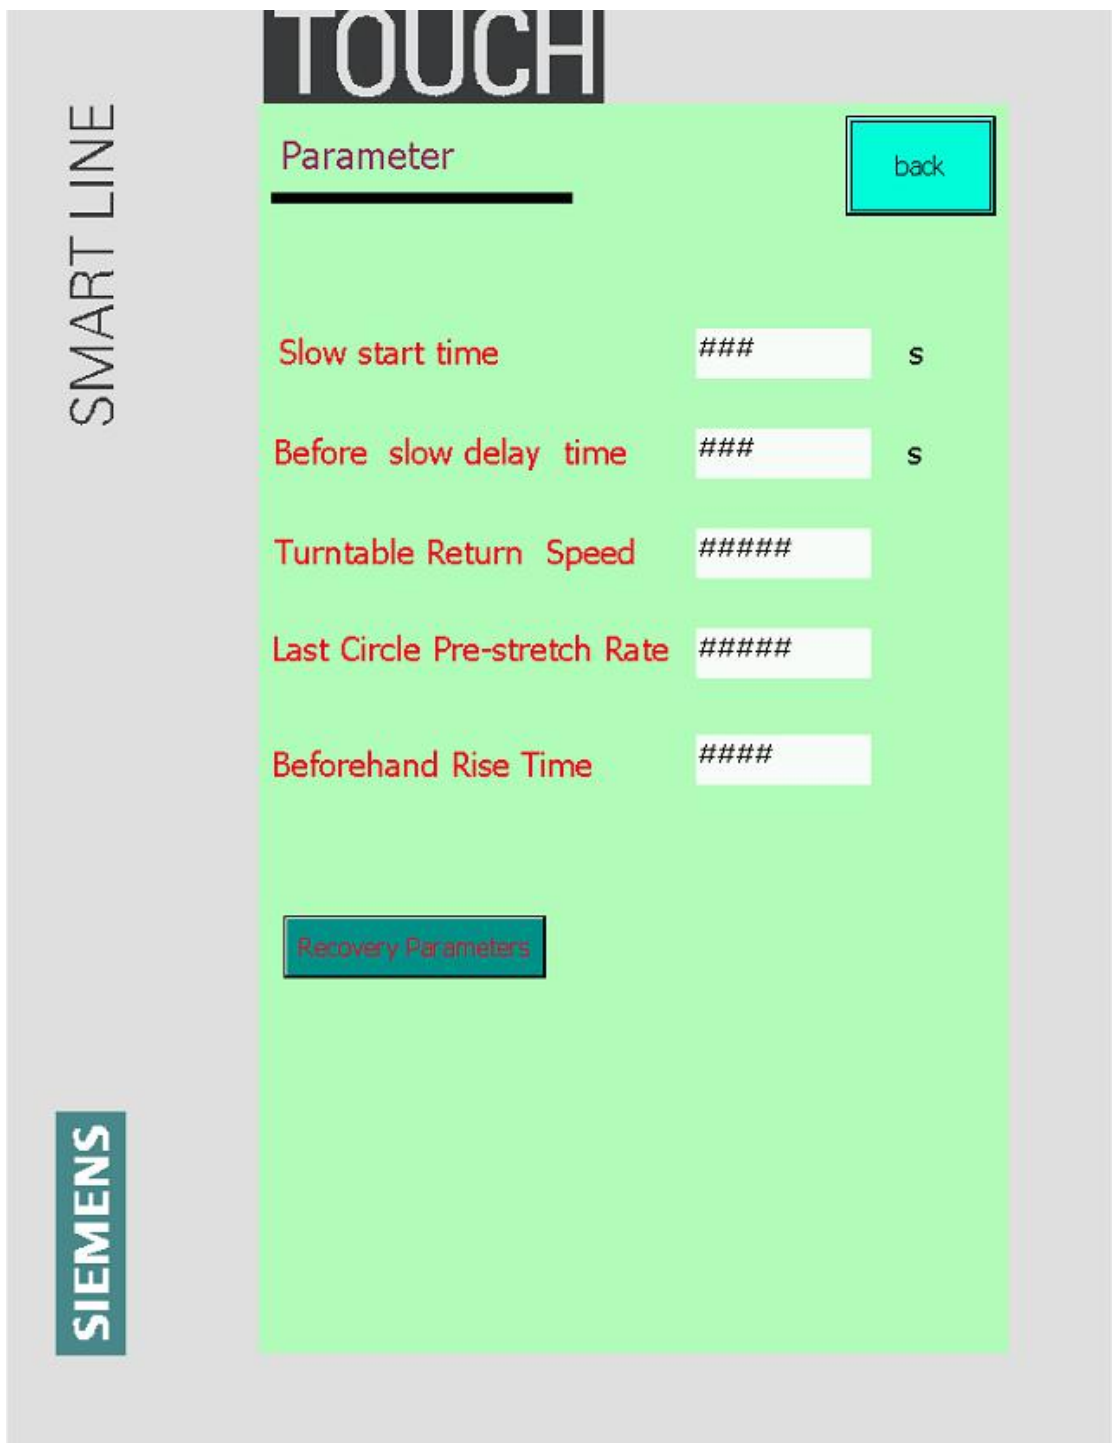 TOUCH
SMART LINE
Parameter
back
Slow start time ### s
Before slow delay time ### s
Turntable Return Speed #####
Last Circle Pre-stretch Rate #####
Beforehand Rise Time ####
Recovery Parameters
SIEMENS